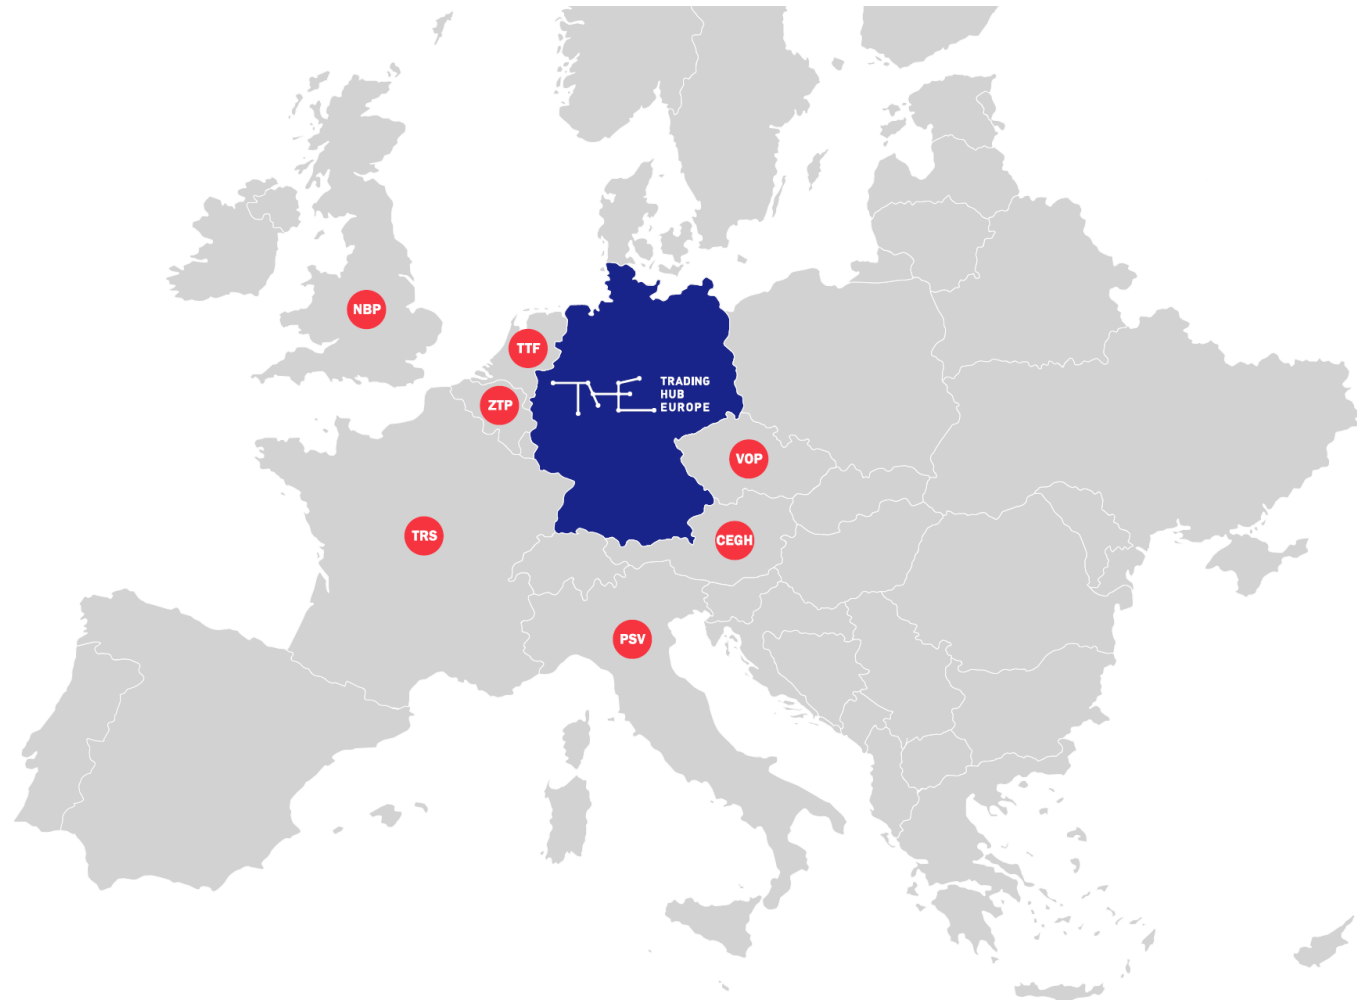 NBP
TTF
ZTP
THE
TRADING
HUB
EUROPE
VOP
TRS
CEGH
PSV